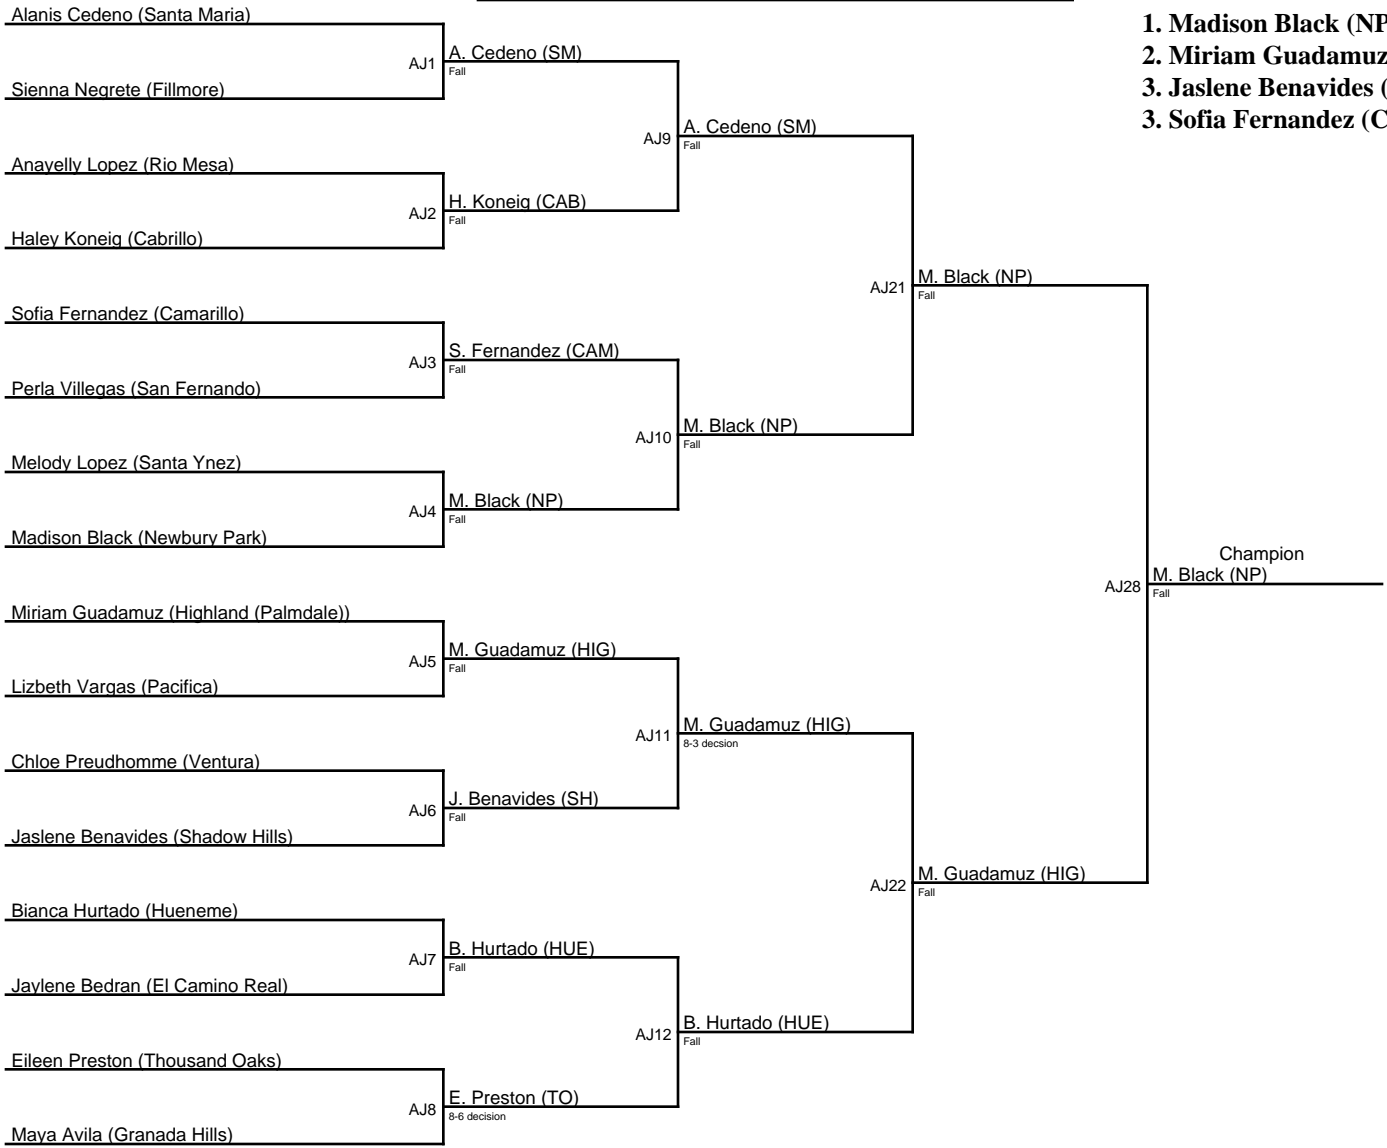 Alanis Cedeno (Santa Maria)
Sienna Negrete (Fillmore)
Anayelly Lopez (Rio Mesa)
Haley Koneig (Cabrillo)
Sofia Fernandez (Camarillo)
Perla Villegas (San Fernando)
Melody Lopez (Santa Ynez)
Madison Black (Newbury Park)
Miriam Guadamuz (Highland (Palmdale))
Lizbeth Vargas (Pacifica)
Chloe Preudhomme (Ventura)
Jaslene Benavides (Shadow Hills)
Bianca Hurtado (Hueneme)
Jaylene Bedran (El Camino Real)
Eileen Preston (Thousand Oaks)
Maya Avila (Granada Hills)
AJ1 A. Cedeno (SM)
Fall
AJ2 H. Koneig (CAB)
Fall
AJ3 S. Fernandez (CAM)
Fall
AJ4 M. Black (NP)
Fall
AJ5 M. Guadamuz (HIG)
Fall
AJ6 J. Benavides (SH)
Fall
AJ7 B. Hurtado (HUE)
Fall
AJ8 E. Preston (TO)
8-6 decision
AJ9 A. Cedeno (SM)
Fall
AJ10 M. Black (NP)
Fall
AJ11 M. Guadamuz (HIG)
8-3 decsion
AJ12 B. Hurtado (HUE)
Fall
AJ21 M. Black (NP)
Fall
AJ22 M. Guadamuz (HIG)
Fall
Champion
AJ28 M. Black (NP)
Fall
1. Madison Black (NP
2. Miriam Guadamuz
3. Jaslene Benavides (
3. Sofia Fernandez (C